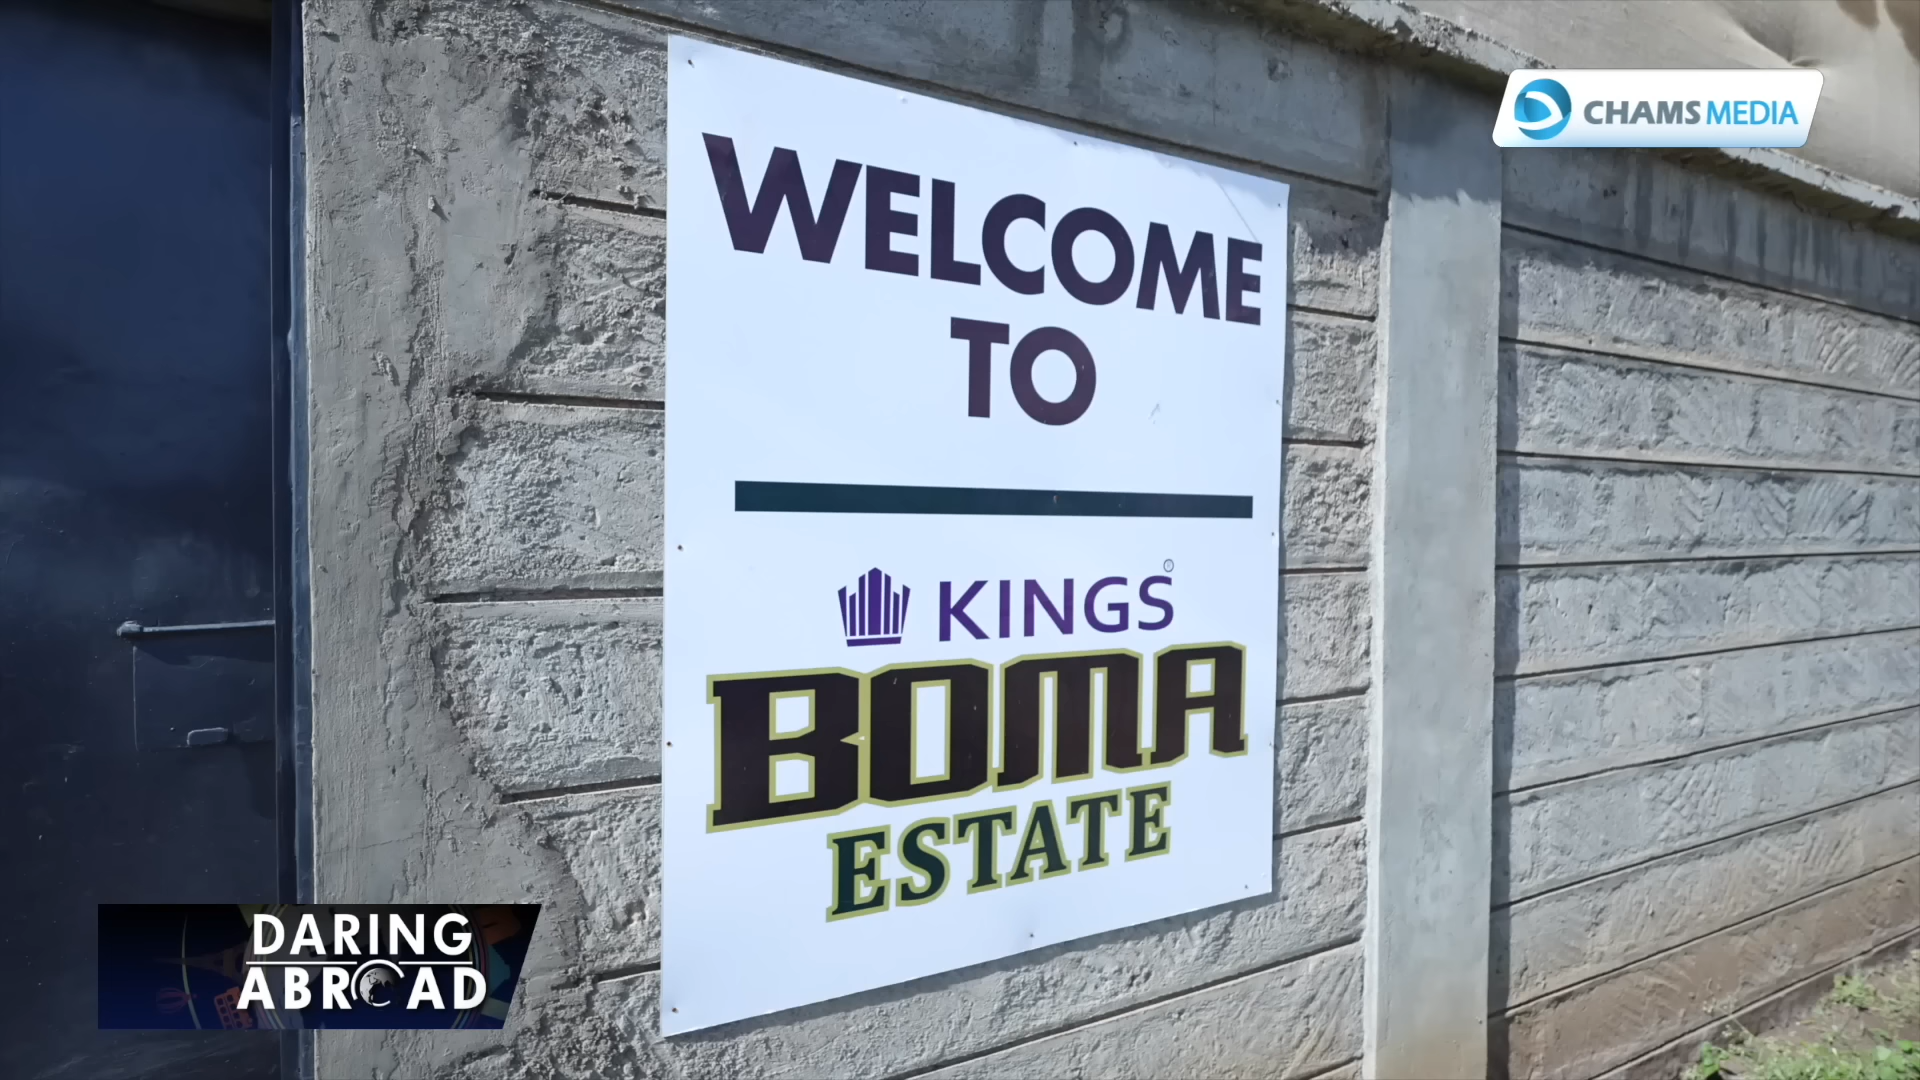 CHAMS MEDIA
WELCOME
TO
KINGS®
BOMA
ESTATE
DARING
ABROAD